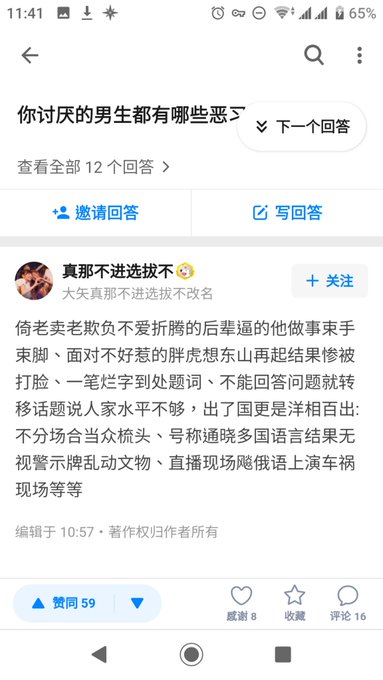 11:41
65%
你讨厌的男生都有哪些恶习
下一个回答
查看全部 12 个回答
邀请回答
写回答
真那不进选拔不
大矢真那不进选拔不改名
+ 关注
倚老卖老欺负不爱折腾的后辈逼的他做事束手
束脚、面对不好惹的胖虎想东山再起结果惨被
打脸、一笔烂字到处题词、不能回答问题就转
移话题说人家水平不够，出了国更是洋相百出:
不分场合当众梳头、号称通晓多国语言结果无
视警示牌乱动文物、直播现场飚俄语上演车祸
现场等等
编辑于 10:57 · 著作权归作者所有
赞同 59
感谢 8
收藏
评论 16